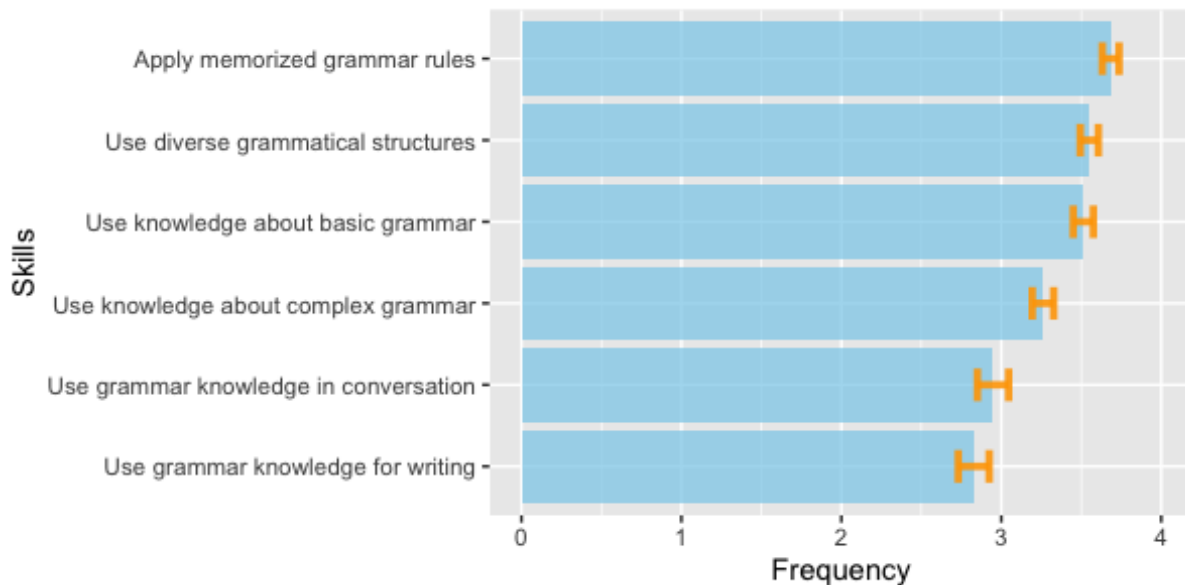 Apply memorized grammar rules
Use diverse grammatical structures
Use knowledge about basic grammar
Use knowledge about complex grammar
Use grammar knowledge in conversation
Use grammar knowledge for writing
Skills
0 1 2 3 4
Frequency